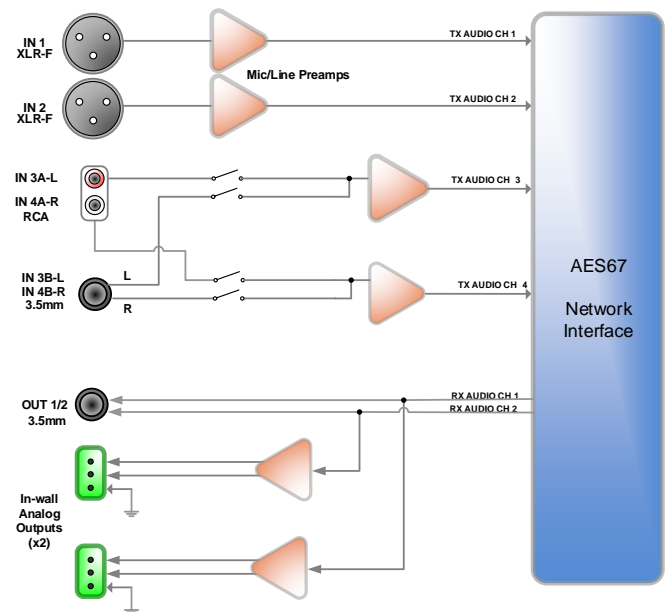 IN 1
XLR-F
TX AUDIO CH 1
Mic/Line Preamps
IN 2
XLR-F
TX AUDIO CH 2
IN 3A-L
TX AUDIO CH 3
IN 4A-R
RCA
AES67
Network
Interface
IN 3B-L
IN 4B-R
3.5mm
L
R
TX AUDIO CH 4
OUT 1/2
3.5mm
RX AUDIO CH 1
RX AUDIO CH 2
In-wall
Analog
Outputs
(x2)